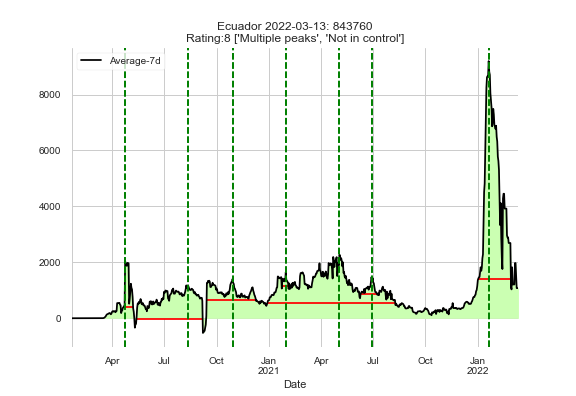 Ecuador 2022-03-13: 843760
Rating:8 ['Multiple peaks', 'Not in control']
Average-7d
8000
6000
4000
2000
0
Apr Jul Oct Jan Apr Jul Oct Jan
2021 2022
Date